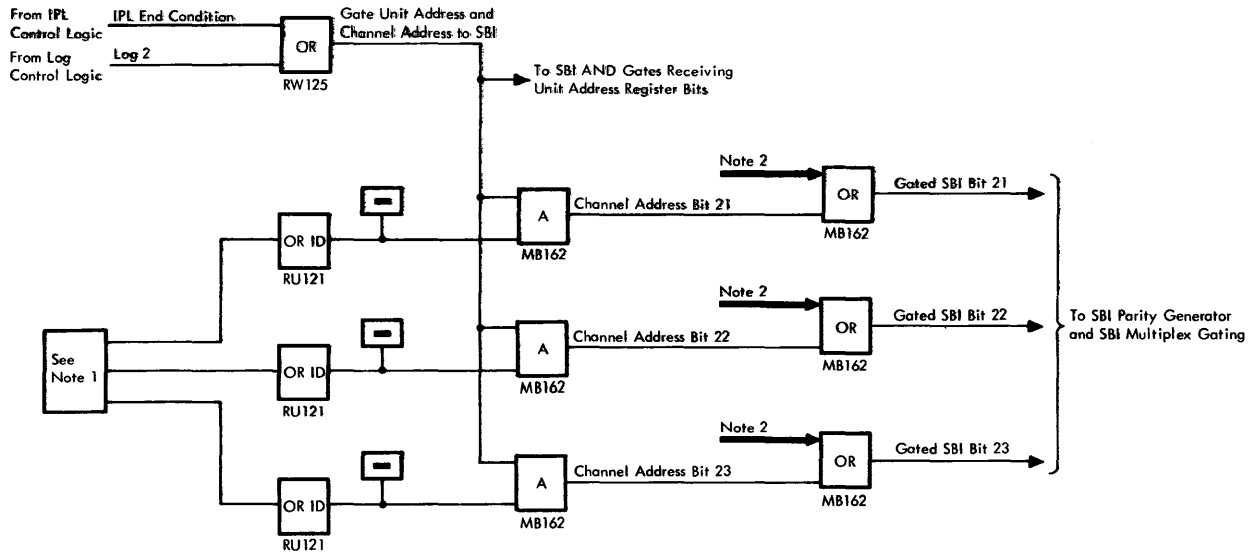 From IPL
Control Logic
IPL End Condition
From Log
Control Logic
Log 2
OR
RW125
Gate Unit Address and
Channel Address to SBI
To SBI AND Gates Receiving
Unit Address Register Bits
See
Note 1
OR ID
RU121
A
MB162
Channel Address Bit 21
Note 2
OR
MB162
Gated SBI Bit 21
OR ID
RU121
A
MB162
Channel Address Bit 22
Note 2
OR
MB162
Gated SBI Bit 22
OR ID
RU121
A
MB162
Channel Address Bit 23
Note 2
OR
MB162
Gated SBI Bit 23
To SBI Parity Generator
and SBI Multiplex Gating